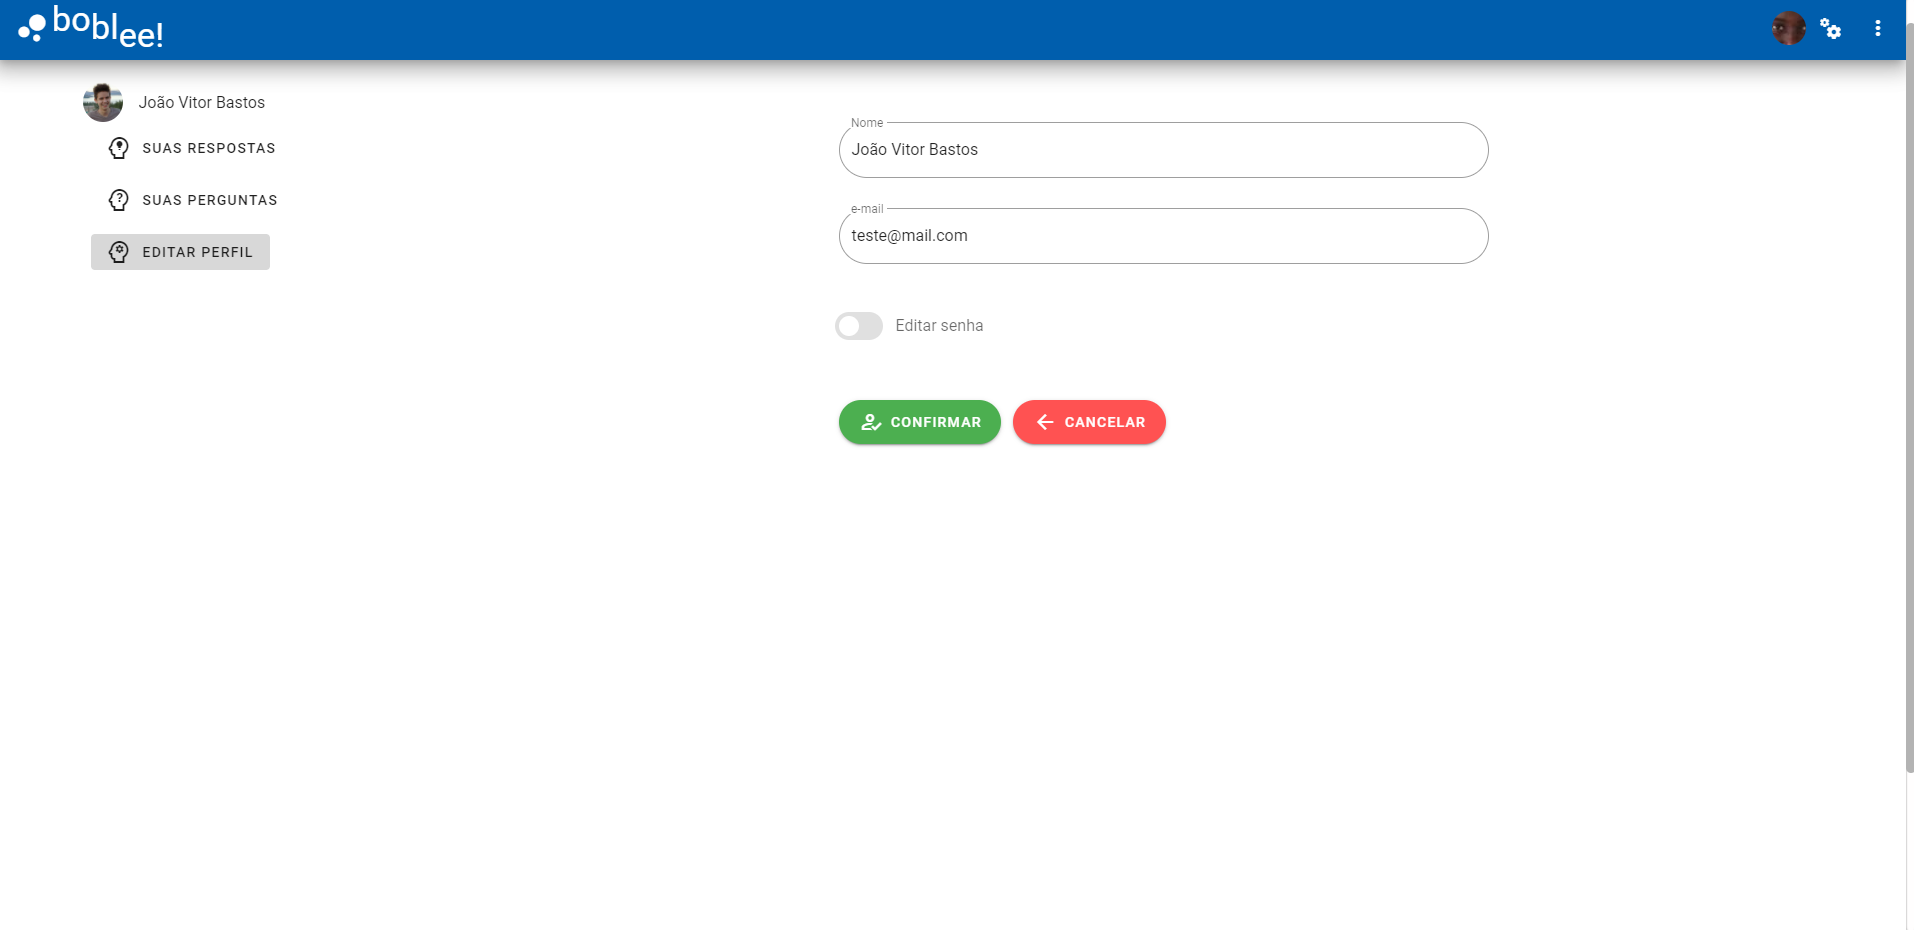 boblee!
João Vitor Bastos
SUAS RESPOSTAS
SUAS PERGUNTAS
EDITAR PERFIL
Nome
João Vitor Bastos
e-mail
teste@mail.com
Editar senha
CONFIRMAR
CANCELAR